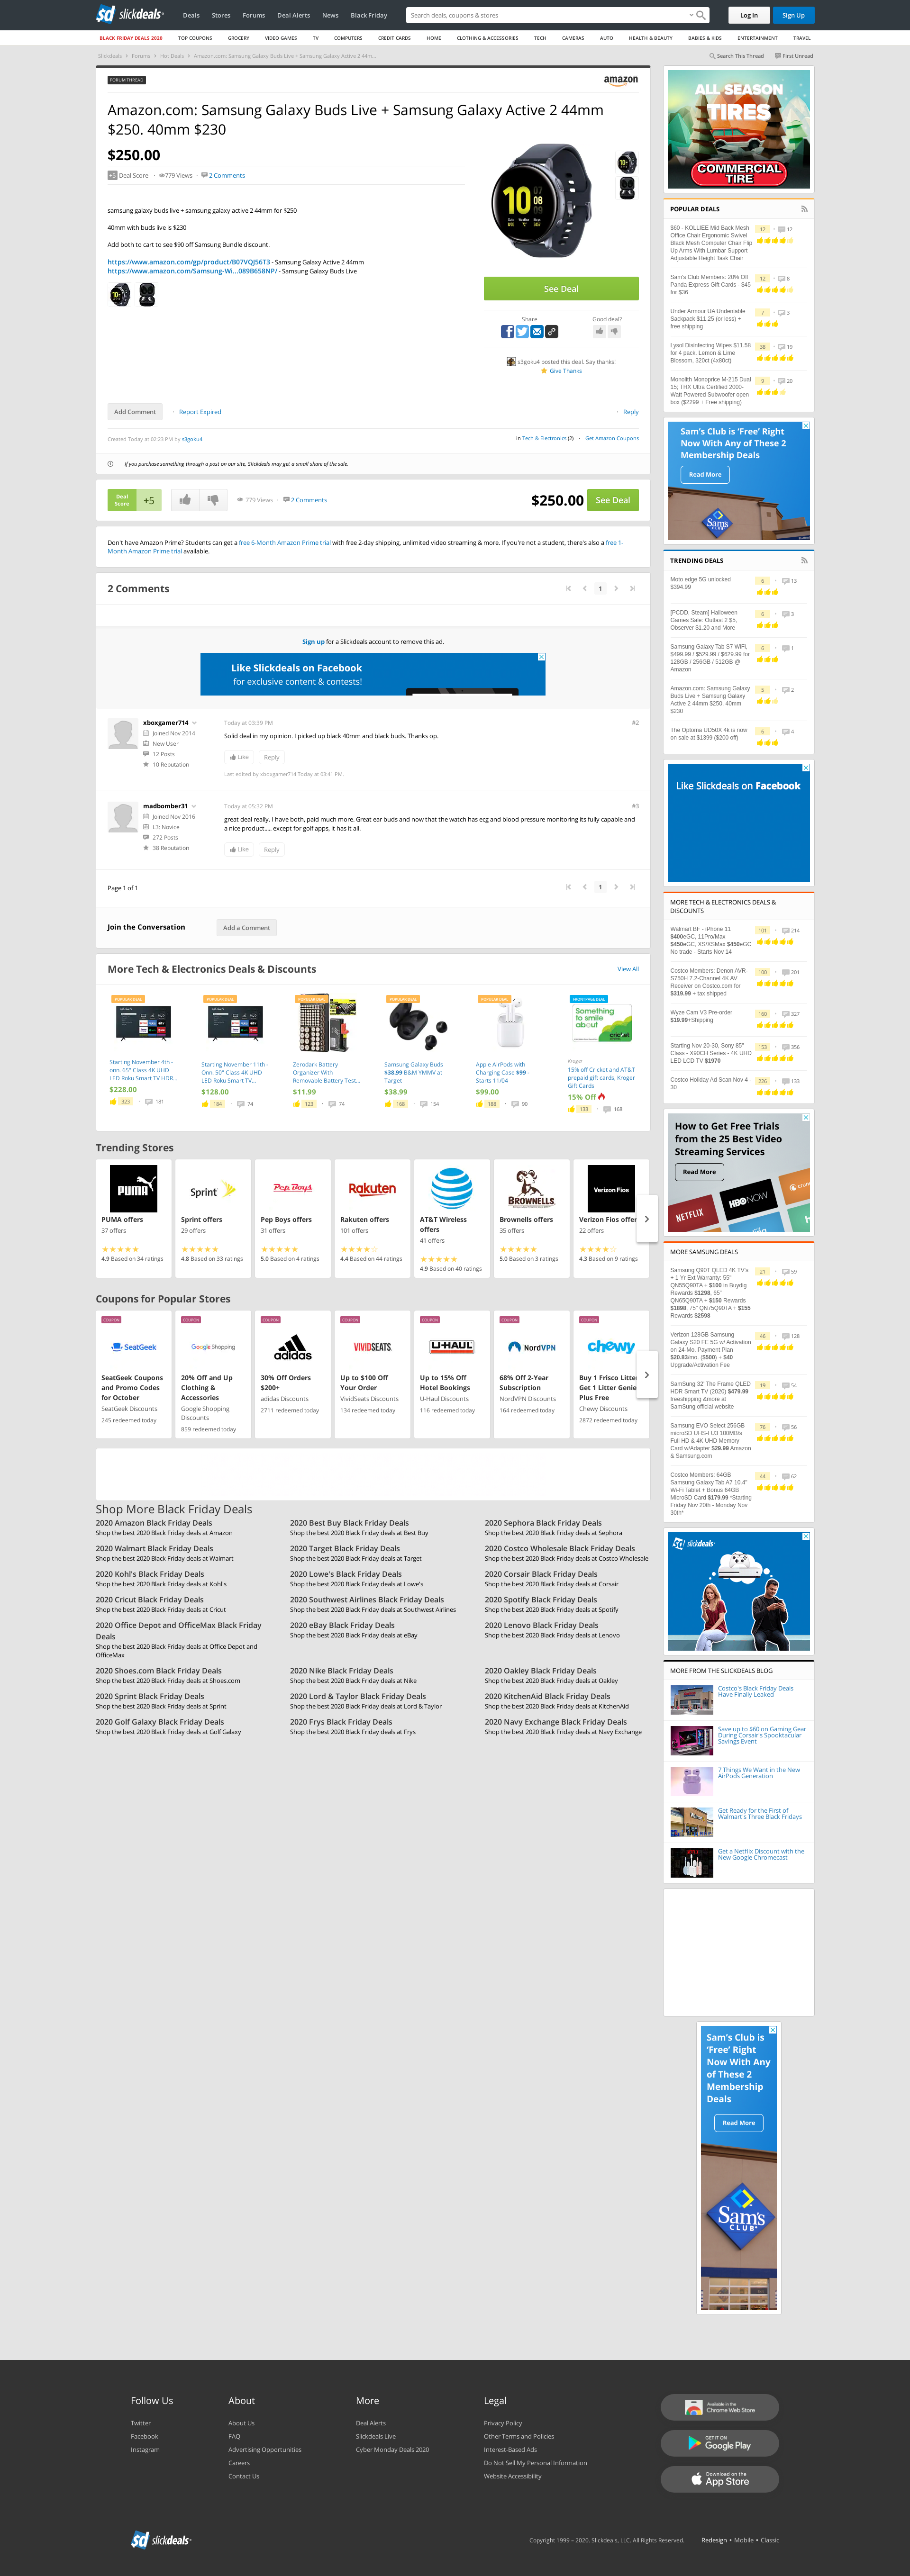 slickdeals
Deals Stores Forums Deal Alerts News Black Friday
Search deals, coupons & stores
Log In
Sign Up
BLACK FRIDAY DEALS 2020 TOP COUPONS GROCERY VIDEO GAMES TV COMPUTERS CREDIT CARDS HOME CLOTHING & ACCESSORIES TECH CAMERAS AUTO HEALTH & BEAUTY BABIES & KIDS ENTERTAINMENT TRAVEL
Slickdeals > Forums > Hot Deals > Amazon.com: Samsung Galaxy Buds Live + Samsung Galaxy Active 2 44m...
Search This Thread First Unread
FORUM THREAD
amazon
Amazon.com: Samsung Galaxy Buds Live + Samsung Galaxy Active 2 44mm
$250. 40mm $230
$250.00
+5 Deal Score 779 Views 2 Comments
samsung galaxy buds live + samsung galaxy active 2 44mm for $250
40mm with buds live is $230
Add both to cart to see $90 off Samsung Bundle discount.
https://www.amazon.com/gp/product/B07VQJ56T3 - Samsung Galaxy Active 2 44mm
https://www.amazon.com/Samsung-Wi...089B658NP/ - Samsung Galaxy Buds Live
See Deal
Share
Good deal?
s3goku4 posted this deal. Say thanks!
Give Thanks
Add Comment
Report Expired
Reply
Created Today at 02:23 PM by s3goku4
in Tech & Electronics (2) Get Amazon Coupons
If you purchase something through a post on our site, Slickdeals may get a small share of the sale.
Deal
Score
+5
779 Views 2 Comments
$250.00
See Deal
Don't have Amazon Prime? Students can get a free 6-Month Amazon Prime trial with free 2-day shipping, unlimited video streaming & more. If you're not a student, there's also a free 1-
Month Amazon Prime trial available.
2 Comments
1
Sign up for a Slickdeals account to remove this ad.
Like Slickdeals on Facebook
for exclusive content & contests!
xboxgamer714
Joined Nov 2014
New User
12 Posts
10 Reputation
Today at 03:39 PM
#2
Solid deal in my opinion. I picked up black 40mm and black buds. Thanks op.
Like
Reply
Last edited by xboxgamer714 Today at 03:41 PM.
madbomber31
Joined Nov 2016
L3: Novice
272 Posts
38 Reputation
Today at 05:32 PM
#3
great deal really. I have both, paid much more. Great ear buds and now that the watch has ecg and blood pressure monitoring its fully capable and
a nice product..... except for golf apps, it has it all.
Like
Reply
Page 1 of 1
1
Join the Conversation
Add a Comment
More Tech & Electronics Deals & Discounts
View All
POPULAR DEAL
Starting November 4th -
onn. 65" Class 4K UHD
LED Roku Smart TV HDR...
$228.00
323 181
POPULAR DEAL
Starting November 11th -
Onn. 50" Class 4K UHD
LED Roku Smart TV...
$128.00
184 74
POPULAR DEAL
Zerodark Battery
Organizer With
Removable Battery Test...
$11.99
123 74
POPULAR DEAL
Samsung Galaxy Buds
$38.99 B&M YMMV at
Target
$38.99
168 154
POPULAR DEAL
Apple AirPods with
Charging Case $99 -
Starts 11/04
$99.00
188 90
FRONTPAGE DEAL
Something
to smile
about
cricket
Kroger
15% off Cricket and AT&T
prepaid gift cards, Kroger
Gift Cards
15% Off
133 168
Trending Stores
PUMA
PUMA offers
37 offers
4.9 Based on 34 ratings
Sprint
Sprint offers
29 offers
4.8 Based on 33 ratings
Pep Boys
Pep Boys offers
31 offers
5.0 Based on 4 ratings
Rakuten
Rakuten offers
101 offers
4.4 Based on 44 ratings
AT&T Wireless
offers
41 offers
4.9 Based on 40 ratings
BROWNELLS
Brownells offers
35 offers
5.0 Based on 3 ratings
Verizon Fios
Verizon Fios offer
22 offers
4.3 Based on 9 ratings
Coupons for Popular Stores
COUPON
SeatGeek
SeatGeek Coupons
and Promo Codes
for October
SeatGeek Discounts
245 redeemed today
COUPON
Google Shopping
20% Off and Up
Clothing &
Accessories
Google Shopping
Discounts
859 redeemed today
COUPON
adidas
30% Off Orders
$200+
adidas Discounts
2711 redeemed today
COUPON
VIVIDSEATS
Up to $100 Off
Your Order
VividSeats Discounts
134 redeemed today
COUPON
U-HAUL
Up to 15% Off
Hotel Bookings
U-Haul Discounts
116 redeemed today
COUPON
NordVPN
68% Off 2-Year
Subscription
NordVPN Discounts
164 redeemed today
COUPON
chewy
Buy 1 Frisco Litter
Get 1 Litter Genie
Plus Free
Chewy Discounts
2872 redeemed today
Shop More Black Friday Deals
2020 Amazon Black Friday Deals
Shop the best 2020 Black Friday deals at Amazon
2020 Best Buy Black Friday Deals
Shop the best 2020 Black Friday deals at Best Buy
2020 Sephora Black Friday Deals
Shop the best 2020 Black Friday deals at Sephora
2020 Walmart Black Friday Deals
Shop the best 2020 Black Friday deals at Walmart
2020 Target Black Friday Deals
Shop the best 2020 Black Friday deals at Target
2020 Costco Wholesale Black Friday Deals
Shop the best 2020 Black Friday deals at Costco Wholesale
2020 Kohl's Black Friday Deals
Shop the best 2020 Black Friday deals at Kohl's
2020 Lowe's Black Friday Deals
Shop the best 2020 Black Friday deals at Lowe's
2020 Corsair Black Friday Deals
Shop the best 2020 Black Friday deals at Corsair
2020 Cricut Black Friday Deals
Shop the best 2020 Black Friday deals at Cricut
2020 Southwest Airlines Black Friday Deals
Shop the best 2020 Black Friday deals at Southwest Airlines
2020 Spotify Black Friday Deals
Shop the best 2020 Black Friday deals at Spotify
2020 Office Depot and OfficeMax Black Friday
Deals
Shop the best 2020 Black Friday deals at Office Depot and
OfficeMax
2020 eBay Black Friday Deals
Shop the best 2020 Black Friday deals at eBay
2020 Lenovo Black Friday Deals
Shop the best 2020 Black Friday deals at Lenovo
2020 Shoes.com Black Friday Deals
Shop the best 2020 Black Friday deals at Shoes.com
2020 Nike Black Friday Deals
Shop the best 2020 Black Friday deals at Nike
2020 Oakley Black Friday Deals
Shop the best 2020 Black Friday deals at Oakley
2020 Sprint Black Friday Deals
Shop the best 2020 Black Friday deals at Sprint
2020 Lord & Taylor Black Friday Deals
Shop the best 2020 Black Friday deals at Lord & Taylor
2020 KitchenAid Black Friday Deals
Shop the best 2020 Black Friday deals at KitchenAid
2020 Golf Galaxy Black Friday Deals
Shop the best 2020 Black Friday deals at Golf Galaxy
2020 Frys Black Friday Deals
Shop the best 2020 Black Friday deals at Frys
2020 Navy Exchange Black Friday Deals
Shop the best 2020 Black Friday deals at Navy Exchange
ALL SEASON
TIRES
COMMERCIAL
TIRE
POPULAR DEALS
$60 - KOLLIEE Mid Back Mesh
Office Chair Ergonomic Swivel
Black Mesh Computer Chair Flip
Up Arms With Lumbar Support
Adjustable Height Task Chair
12 12
Sam's Club Members: 20% Off
Panda Express Gift Cards - $45
for $36
12 8
Under Armour UA Undeniable
Sackpack $11.25 (or less) +
free shipping
7 3
Lysol Disinfecting Wipes $11.58
for 4 pack. Lemon & Lime
Blossom, 320ct (4x80ct)
38 19
Monolith Monoprice M-215 Dual
15; THX Ultra Certified 2000-
Watt Powered Subwoofer open
box ($2299 + Free shipping)
9 20
Sam's Club is 'Free' Right
Now With Any of These 2
Membership Deals
Read More
Sam's
CLUB
TRENDING DEALS
Moto edge 5G unlocked
$394.99
6 13
[PCDD, Steam] Halloween
Games Sale: Outlast 2 $5,
Observer $1.20 and More
6 3
Samsung Galaxy Tab S7 WiFi,
$499.99 / $529.99 / $629.99 for
128GB / 256GB / 512GB @
Amazon
6 1
Amazon.com: Samsung Galaxy
Buds Live + Samsung Galaxy
Active 2 44mm $250. 40mm
$230
5 2
The Optoma UD50X 4k is now
on sale at $1399 ($200 off)
6 4
Like Slickdeals on Facebook
MORE TECH & ELECTRONICS DEALS &
DISCOUNTS
Walmart BF - iPhone 11
$400eGC, 11Pro/Max
$450eGC, XS/XSMax $450eGC
No trade - Starts Nov 14
101 214
Costco Members: Denon AVR-
S750H 7.2-Channel 4K AV
Receiver on Costco.com for
$319.99 + tax shipped
100 201
Wyze Cam V3 Pre-order
$19.99+Shipping
160 327
Starting Nov 20-30, Sony 85"
Class - X90CH Series - 4K UHD
LED LCD TV $1970
153 356
Costco Holiday Ad Scan Nov 4 -
30
226 133
How to Get Free Trials
from the 25 Best Video
Streaming Services
Read More
NETFLIX
HBO NOW
MORE SAMSUNG DEALS
Samsung Q90T QLED 4K TV's
+ 1 Yr Ext Warranty: 55"
QN55Q90TA + $100 in Buydig
Rewards $1298, 65"
QN65Q90TA + $150 Rewards
$1898, 75" QN75Q90TA + $155
Rewards $2598
21 59
Verizon 128GB Samsung
Galaxy S20 FE 5G w/ Activation
on 24-Mo. Payment Plan
$20.83/mo. ($500) + $40
Upgrade/Activation Fee
46 128
SamSung 32' The Frame QLED
HDR Smart TV (2020) $479.99
freeshipping &more at
SamSung official website
19 54
Samsung EVO Select 256GB
microSD UHS-I U3 100MB/s
Full HD & 4K UHD Memory
Card w/Adapter $29.99 Amazon
& Samsung.com
76 56
Costco Members: 64GB
Samsung Galaxy Tab A7 10.4"
Wi-Fi Tablet + Bonus 64GB
MicroSD Card $179.99 *Starting
Friday Nov 20th - Monday Nov
30th*
44 62
slickdeals
MORE FROM THE SLICKDEALS BLOG
Costco's Black Friday Deals
Have Finally Leaked
Save up to $60 on Gaming Gear
During Corsair's Spooktacular
Savings Event
7 Things We Want in the New
AirPods Generation
Get Ready for the First of
Walmart's Three Black Fridays
Get a Netflix Discount with the
New Google Chromecast
Sam's Club is
'Free' Right
Now With Any
of These 2
Membership
Deals
Read More
Sam's
CLUB
Follow Us
Twitter
Facebook
Instagram
About
About Us
FAQ
Advertising Opportunities
Careers
Contact Us
More
Deal Alerts
Slickdeals Live
Cyber Monday Deals 2020
Legal
Privacy Policy
Other Terms and Policies
Interest-Based Ads
Do Not Sell My Personal Information
Website Accessibility
Available in the
Chrome Web Store
GET IT ON
Google Play
Download on the
App Store
slickdeals
Copyright 1999 – 2020. Slickdeals, LLC. All Rights Reserved.
Redesign • Mobile • Classic